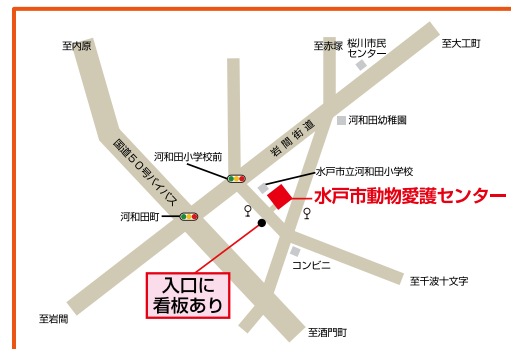 至内原
至赤塚
桜川市民
センター
至大工町
河和田幼稚園
岩間街道
国道50号バイパス
河和田小学校前
水戸市立河和田小学校
水戸市動物愛護センター
河和田町
コンビニ
入口に
看板あり
至千波十文字
至岩間
至酒門町